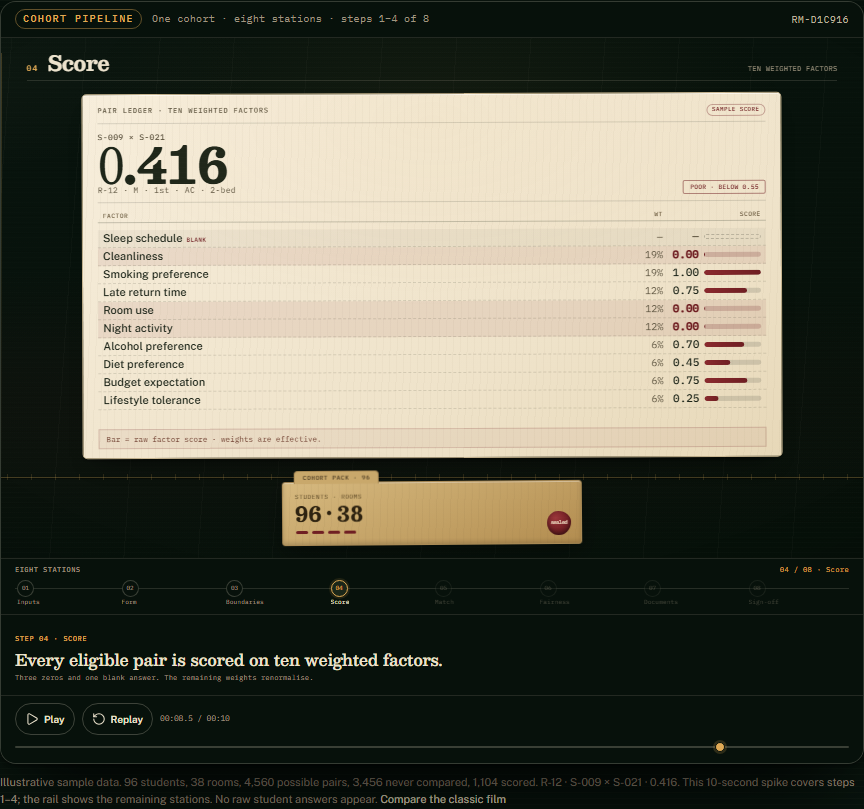 COHORT PIPELINE One cohort · eight stations · steps 1–4 of 8 RM-D1C916
04 Score TEN WEIGHTED FACTORS
PAIR LEDGER · TEN WEIGHTED FACTORS SAMPLE SCORE
S-009 × S-021
0.416
R-12 · M · 1st · AC · 2-bed POOR · BELOW 0.55
FACTOR WT SCORE
Sleep schedule BLANK — —
Cleanliness 19% 0.00
Smoking preference 19% 1.00
Late return time 12% 0.75
Room use 12% 0.00
Night activity 12% 0.00
Alcohol preference 6% 0.70
Diet preference 6% 0.45
Budget expectation 6% 0.75
Lifestyle tolerance 6% 0.25
Bar = raw factor score · weights are effective.
COHORT PACK · 96
STUDENTS · ROOMS
96 · 38
sealed
EIGHT STATIONS 04 / 08 · Score
01 02 03 04 05 06 07 08
Inputs Form Boundaries Score Match Fairness Documents Sign-off
STEP 04 · SCORE
Every eligible pair is scored on ten weighted factors.
Three zeros and one blank answer. The remaining weights renormalise.
Play Replay 00:08.5 / 00:10
Illustrative sample data. 96 students, 38 rooms, 4,560 possible pairs, 3,456 never compared, 1,104 scored. R-12 · S-009 × S-021 · 0.416. This 10-second spike covers steps
1–4; the rail shows the remaining stations. No raw student answers appear. Compare the classic film